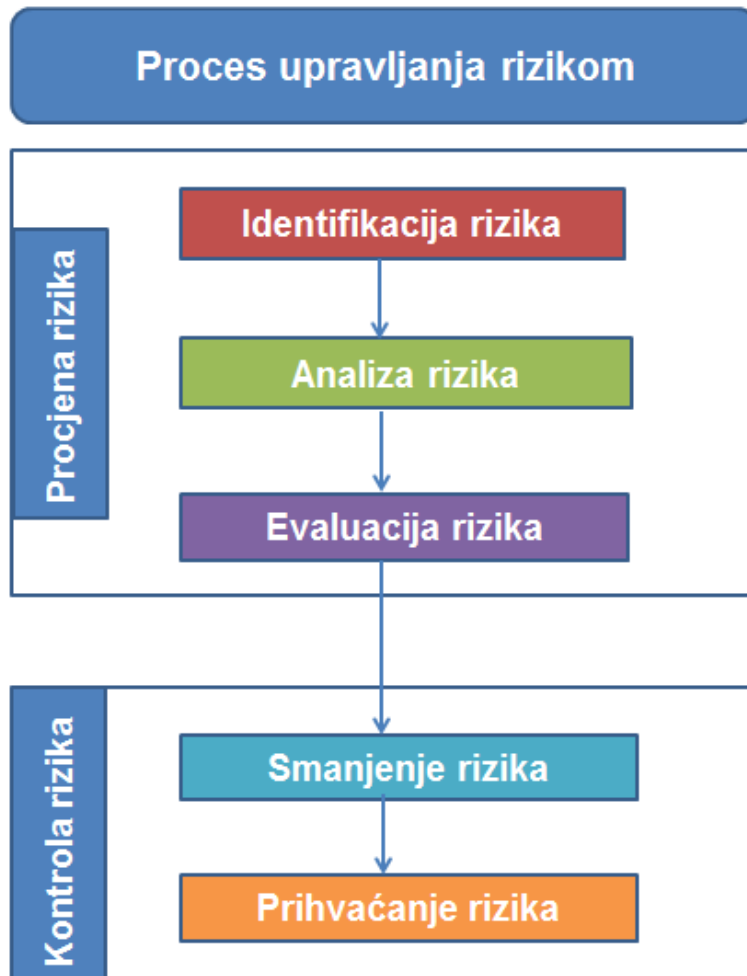 Proces upravljanja rizikom
Procjena rizika
Identifikacija rizika
Analiza rizika
Evaluacija rizika
Kontrola rizika
Smanjenje rizika
Prihvaćanje rizika